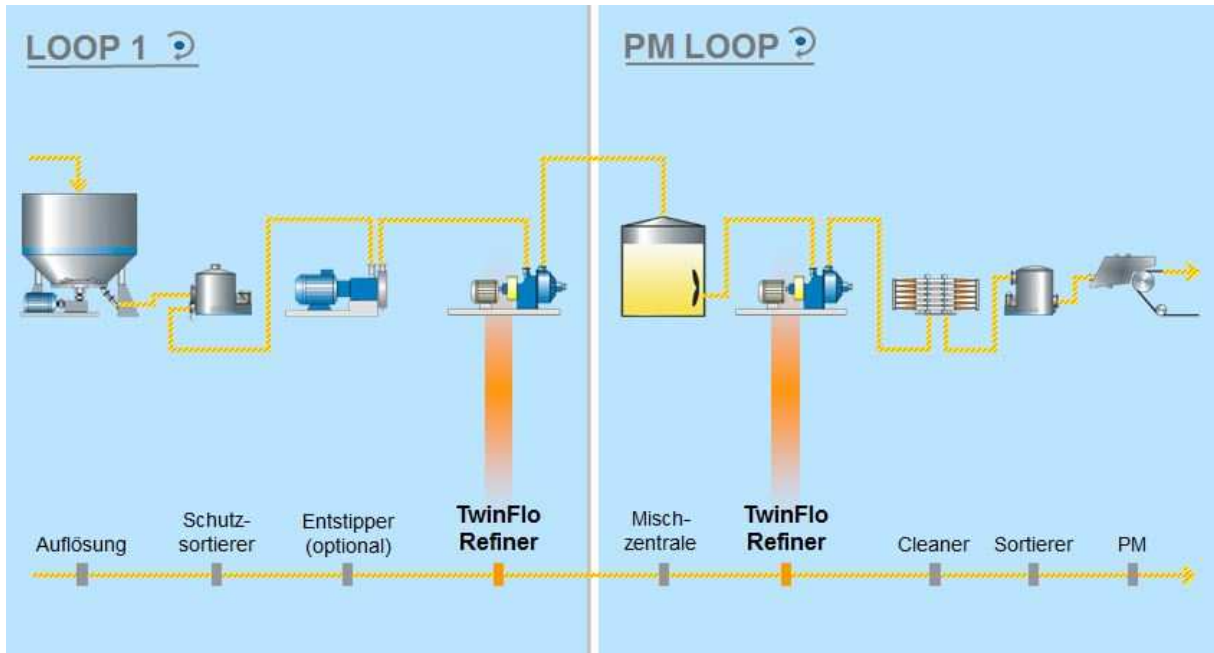 LOOP 1
PM LOOP
Auflösung
Schutz-
sortierer
Entstipper
(optional)
TwinFlo
Refiner
Misch-
zentrale
TwinFlo
Refiner
Cleaner
Sortierer
PM